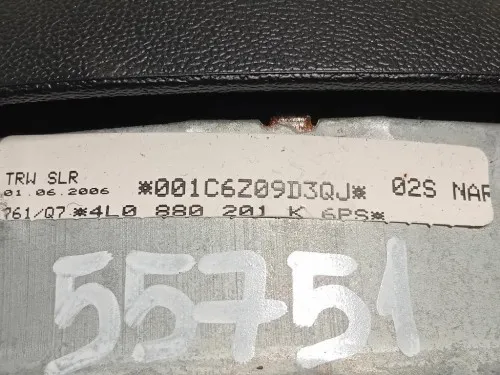 TRW SLR *001C6Z09D3QJ* 02S NAR
01.06.2006
761/Q7 *4L0 880 201 K 6PS*
55751